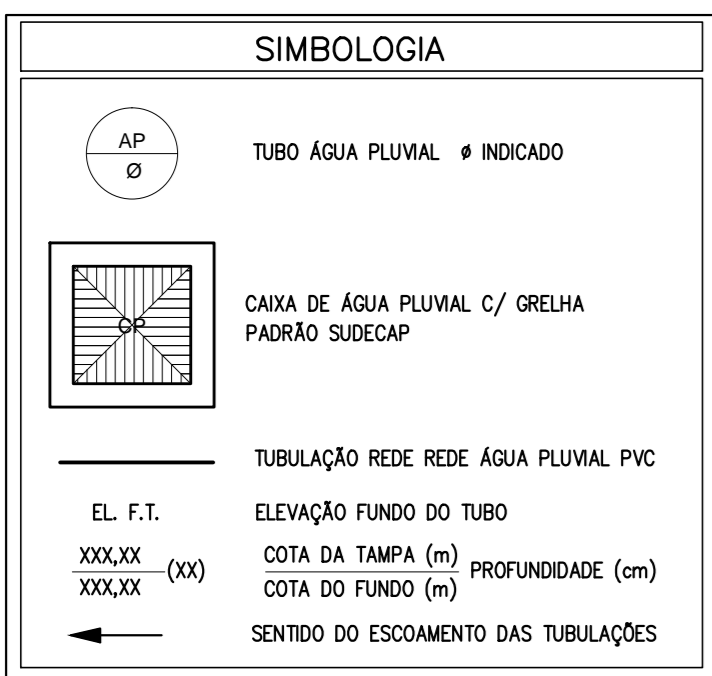 SIMBOLOGIA
AP
Ø
TUBO ÁGUA PLUVIAL Ø INDICADO
CP
CAIXA DE ÁGUA PLUVIAL C/ GRELHA
PADRÃO SUDECAP
TUBULAÇÃO REDE REDE ÁGUA PLUVIAL PVC
EL. F.T. ELEVAÇÃO FUNDO DO TUBO
XXX,XX
XXX,XX
(XX)
COTA DA TAMPA (m)
COTA DO FUNDO (m)
PROFUNDIDADE (cm)
SENTIDO DO ESCOAMENTO DAS TUBULAÇÕES